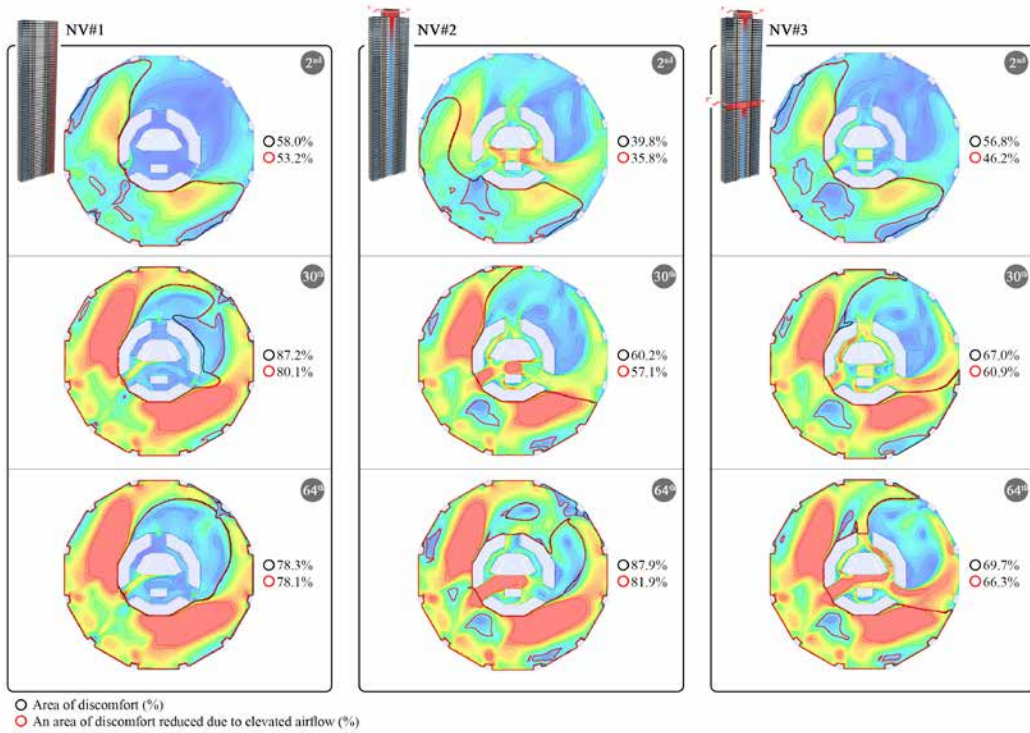 NV#1
NV#2
NV#3
2nd
2nd
2nd
58.0%
53.2%
39.8%
35.8%
56.8%
46.2%
30th
30th
30th
87.2%
80.1%
60.2%
57.1%
67.0%
60.9%
64th
64th
64th
78.3%
78.1%
87.9%
81.9%
69.7%
66.3%
Area of discomfort (%)
An area of discomfort reduced due to elevated airflow (%)